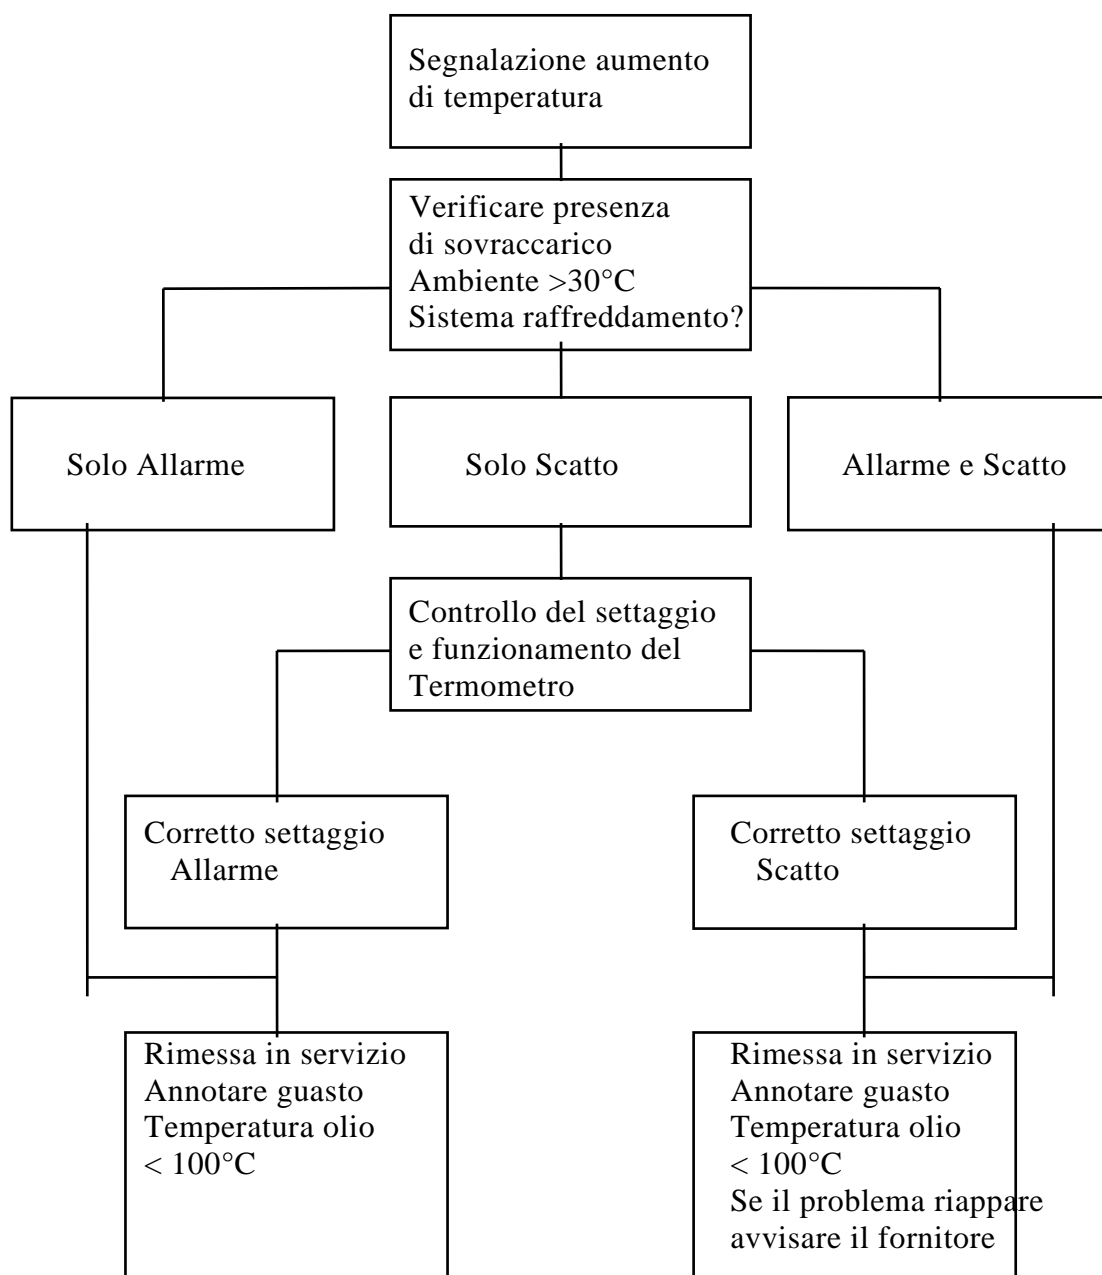 Segnalazione aumento
di temperatura
Verificare presenza
di sovraccarico
Ambiente >30°C
Sistema raffreddamento?
Solo Allarme
Solo Scatto
Allarme e Scatto
Controllo del settaggio
e funzionamento del
Termometro
Corretto settaggio
Allarme
Corretto settaggio
Scatto
Rimessa in servizio
Annotare guasto
Temperatura olio
< 100°C
Rimessa in servizio
Annotare guasto
Temperatura olio
< 100°C
Se il problema riappare
avvisare il fornitore